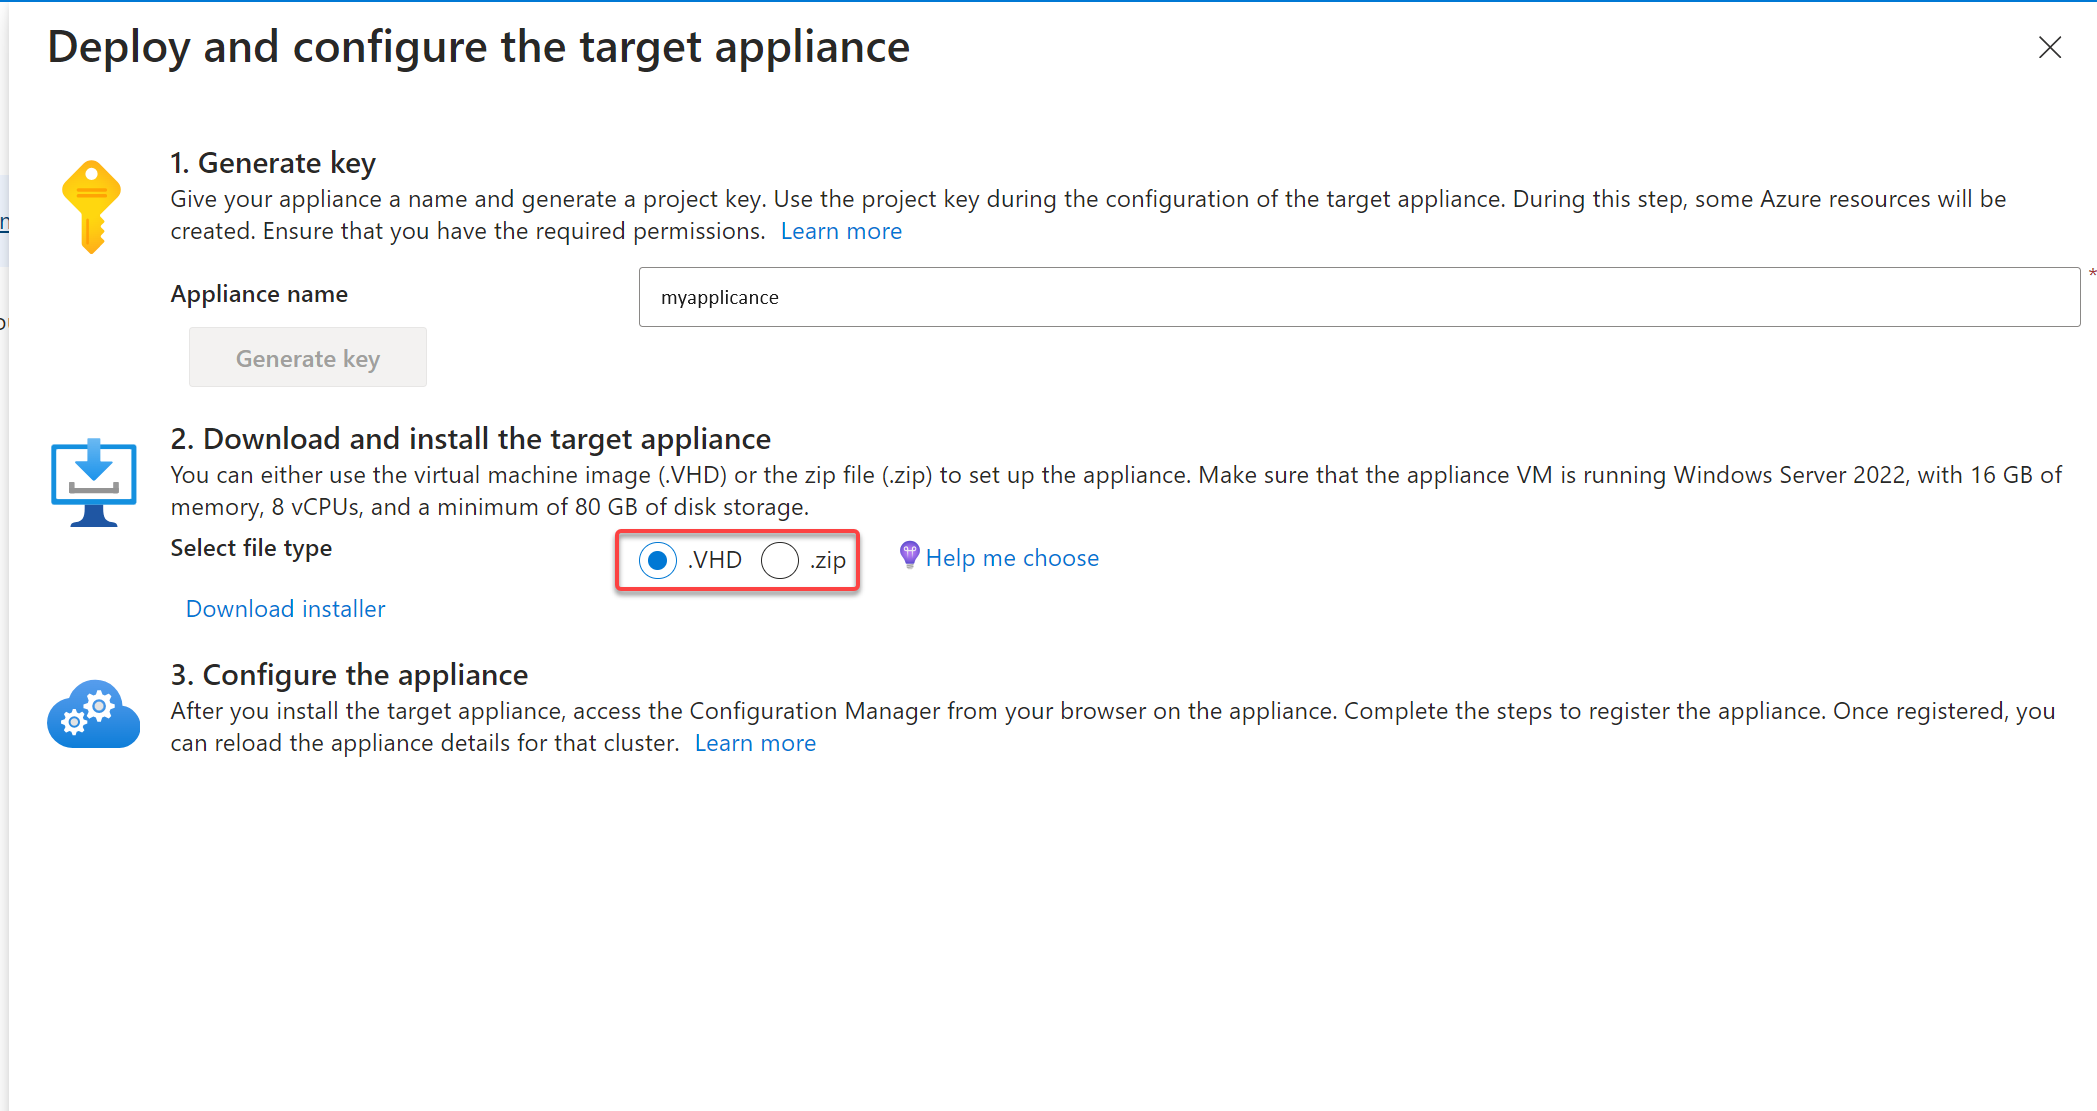 Deploy and configure the target appliance
1. Generate key
Give your appliance a name and generate a project key. Use the project key during the configuration of the target appliance. During this step, some Azure resources will be
created. Ensure that you have the required permissions. Learn more
Appliance name
myapplicance
*
Generate key
2. Download and install the target appliance
You can either use the virtual machine image (.VHD) or the zip file (.zip) to set up the appliance. Make sure that the appliance VM is running Windows Server 2022, with 16 GB of
memory, 8 vCPUs, and a minimum of 80 GB of disk storage.
Select file type
.VHD .zip Help me choose
Download installer
3. Configure the appliance
After you install the target appliance, access the Configuration Manager from your browser on the appliance. Complete the steps to register the appliance. Once registered, you
can reload the appliance details for that cluster. Learn more